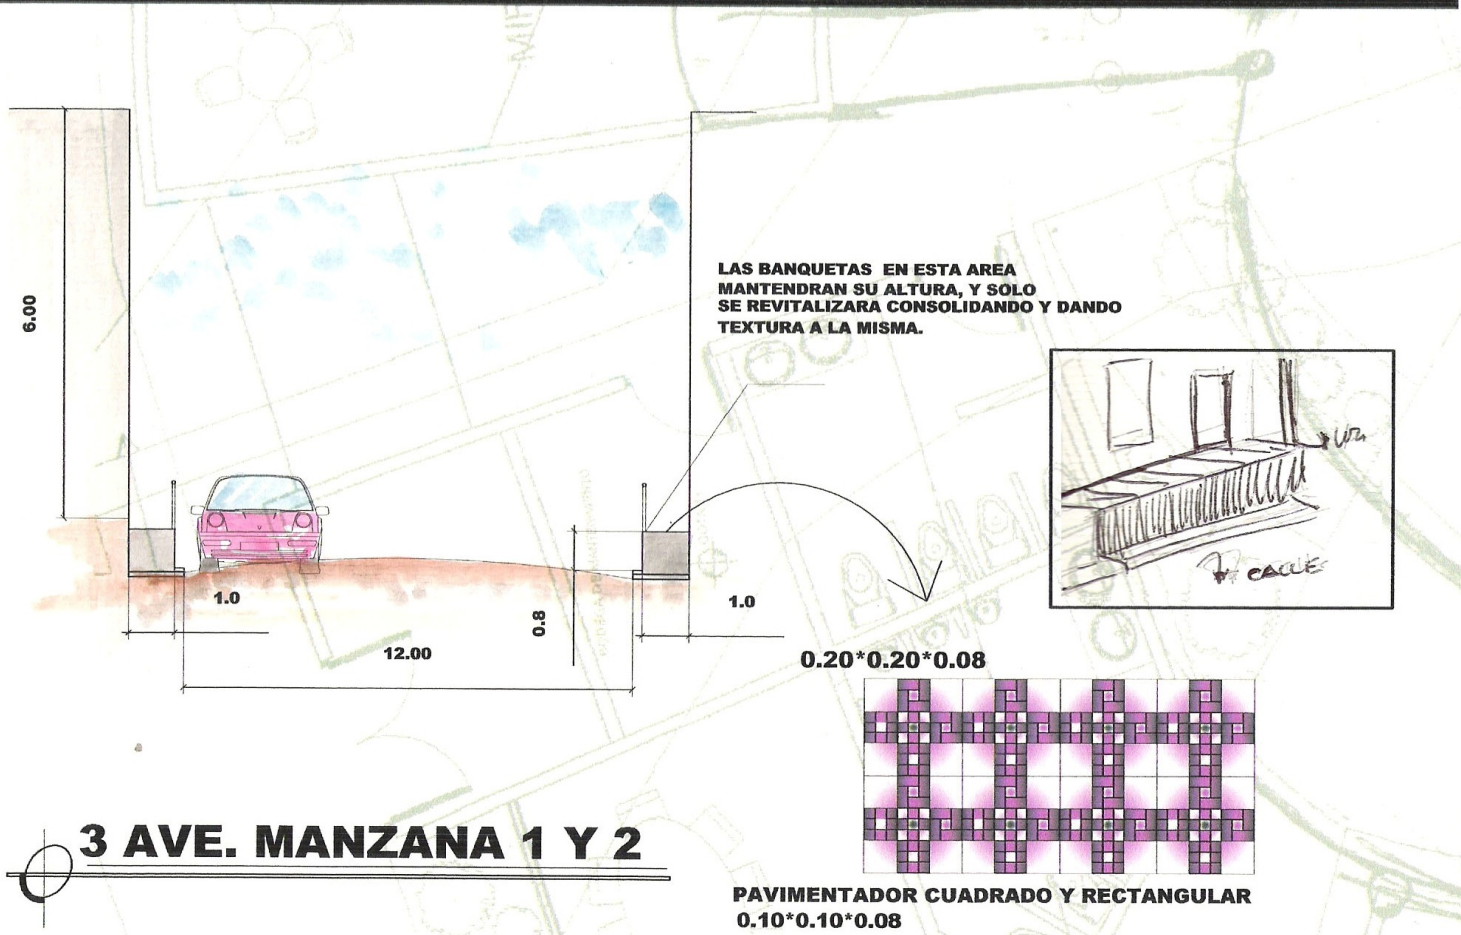 6.00
LAS BANQUETAS EN ESTA AREA
MANTENDRAN SU ALTURA, Y SOLO
SE REVITALIZARA CONSOLIDANDO Y DANDO
TEXTURA A LA MISMA.
1.0
12.00
0.8
1.0
CALLE
0.20*0.20*0.08
3 AVE. MANZANA 1 Y 2
PAVIMENTADOR CUADRADO Y RECTANGULAR
0.10*0.10*0.08